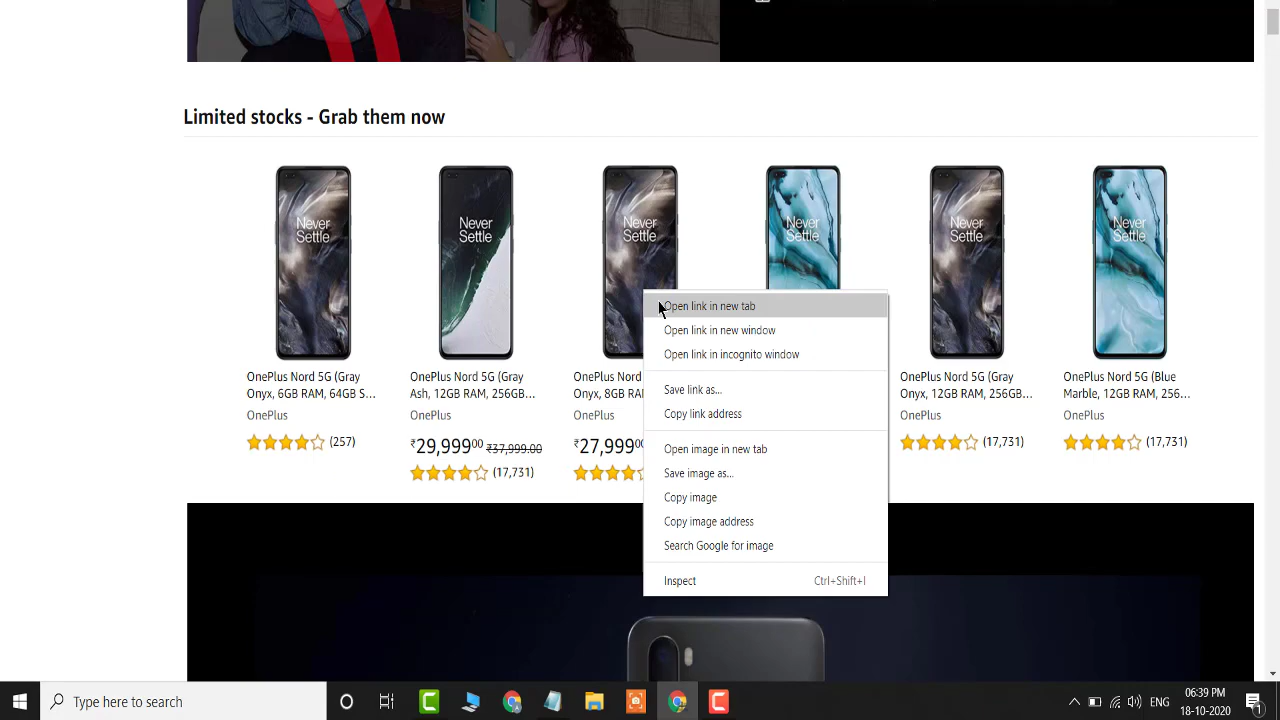 Limited stocks - Grab them now
Never
Settle
Never
Settle
Never
Settle
Never
Settle
Never
Settle
Never
Settle
OnePlus Nord 5G (Gray
Onyx, 6GB RAM, 64GB S...
OnePlus
(257)
OnePlus Nord 5G (Gray
Ash, 12GB RAM, 256GB...
OnePlus
₹29,99900 ₹37,999.00
(17,731)
OnePlus Nord
Onyx, 8GB RA
OnePlus
₹27,999
OnePlus Nord 5G (Gray
Onyx, 12GB RAM, 256GB...
OnePlus
(17,731)
OnePlus Nord 5G (Blue
Marble, 12GB RAM, 256...
OnePlus
(17,731)
Open link in new tab
Open link in new window
Open link in incognito window
Save link as...
Copy link address
Open image in new tab
Save image as...
Copy image
Copy image address
Search Google for image
Inspect Ctrl+Shift+I
Type here to search
ENG
06:39 PM
18-10-2020
1